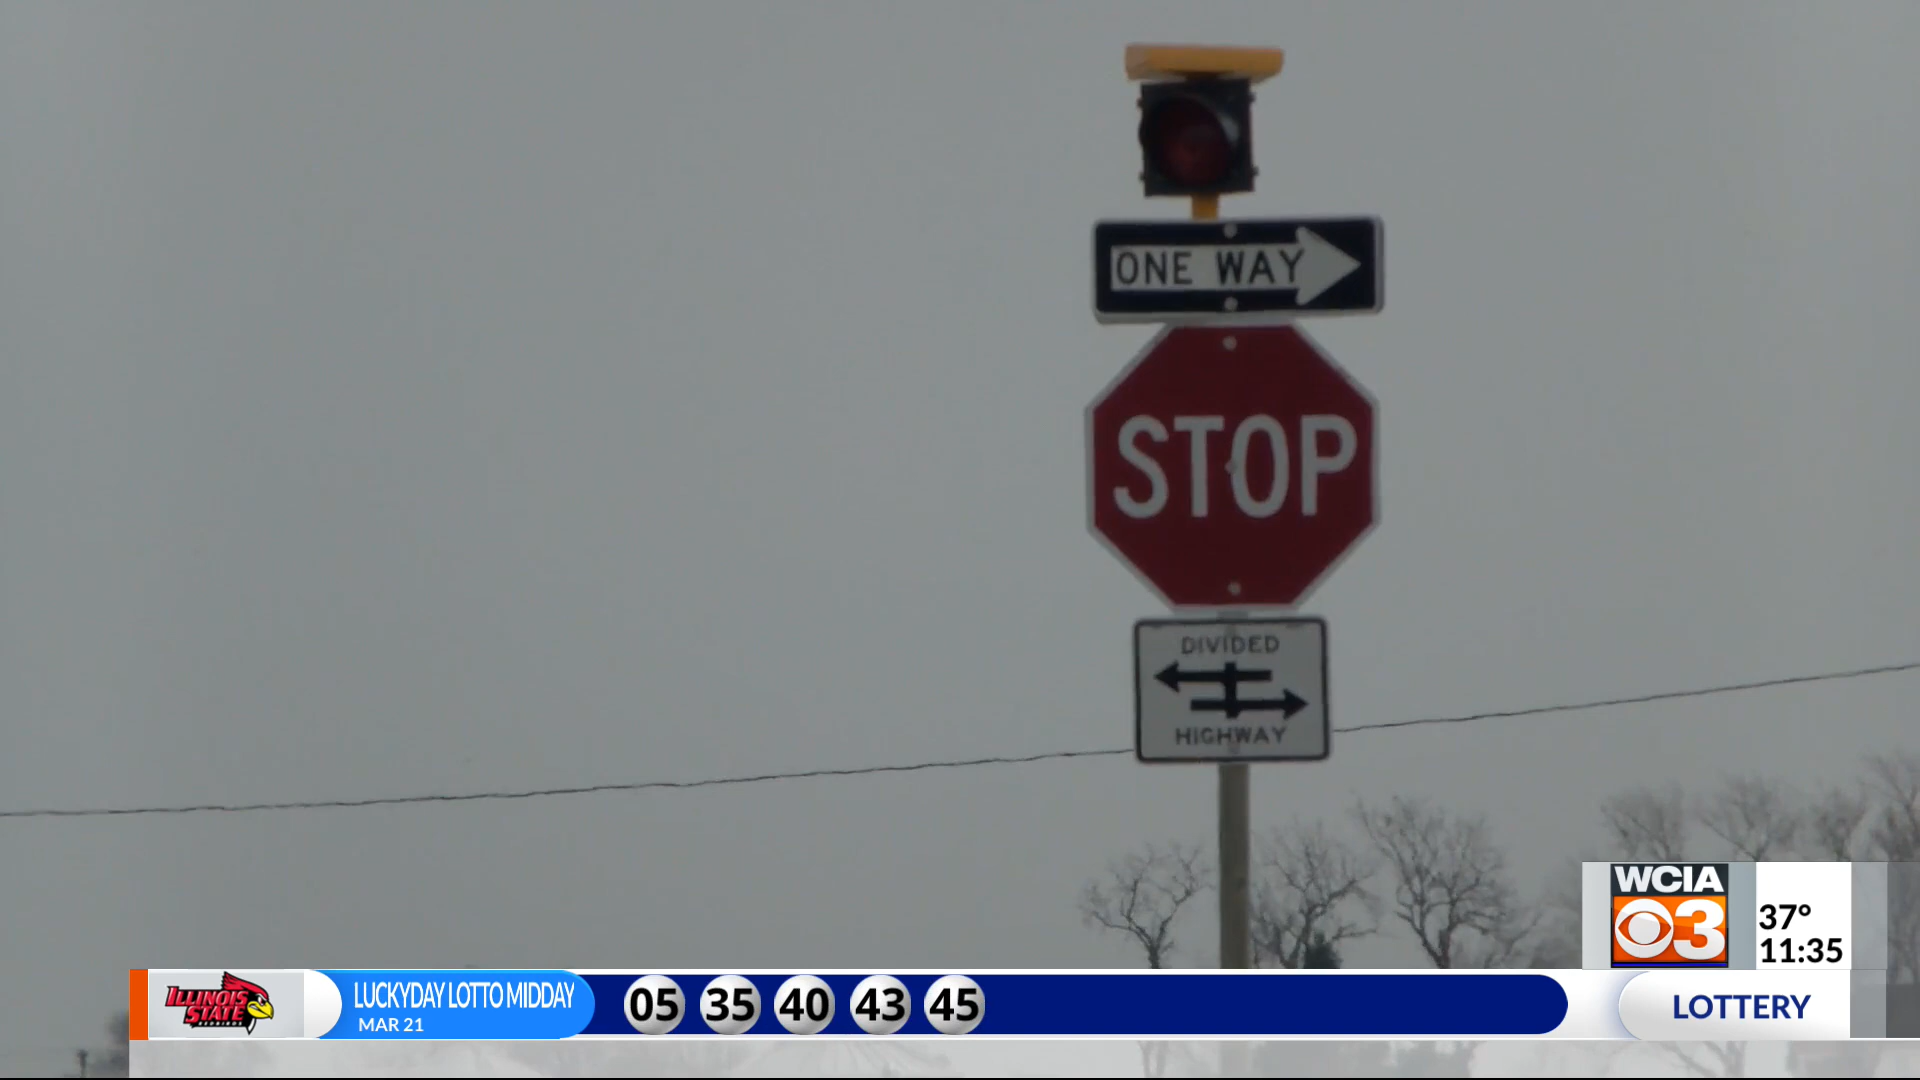 ONE WAY
STOP
DIVIDED
HIGHWAY
WCIA
3
37°
11:35
ILLINOIS
STATE
REDBIRDS
LUCKYDAY LOTTO MIDDAY
MAR 21
05 35 40 43 45
LOTTERY